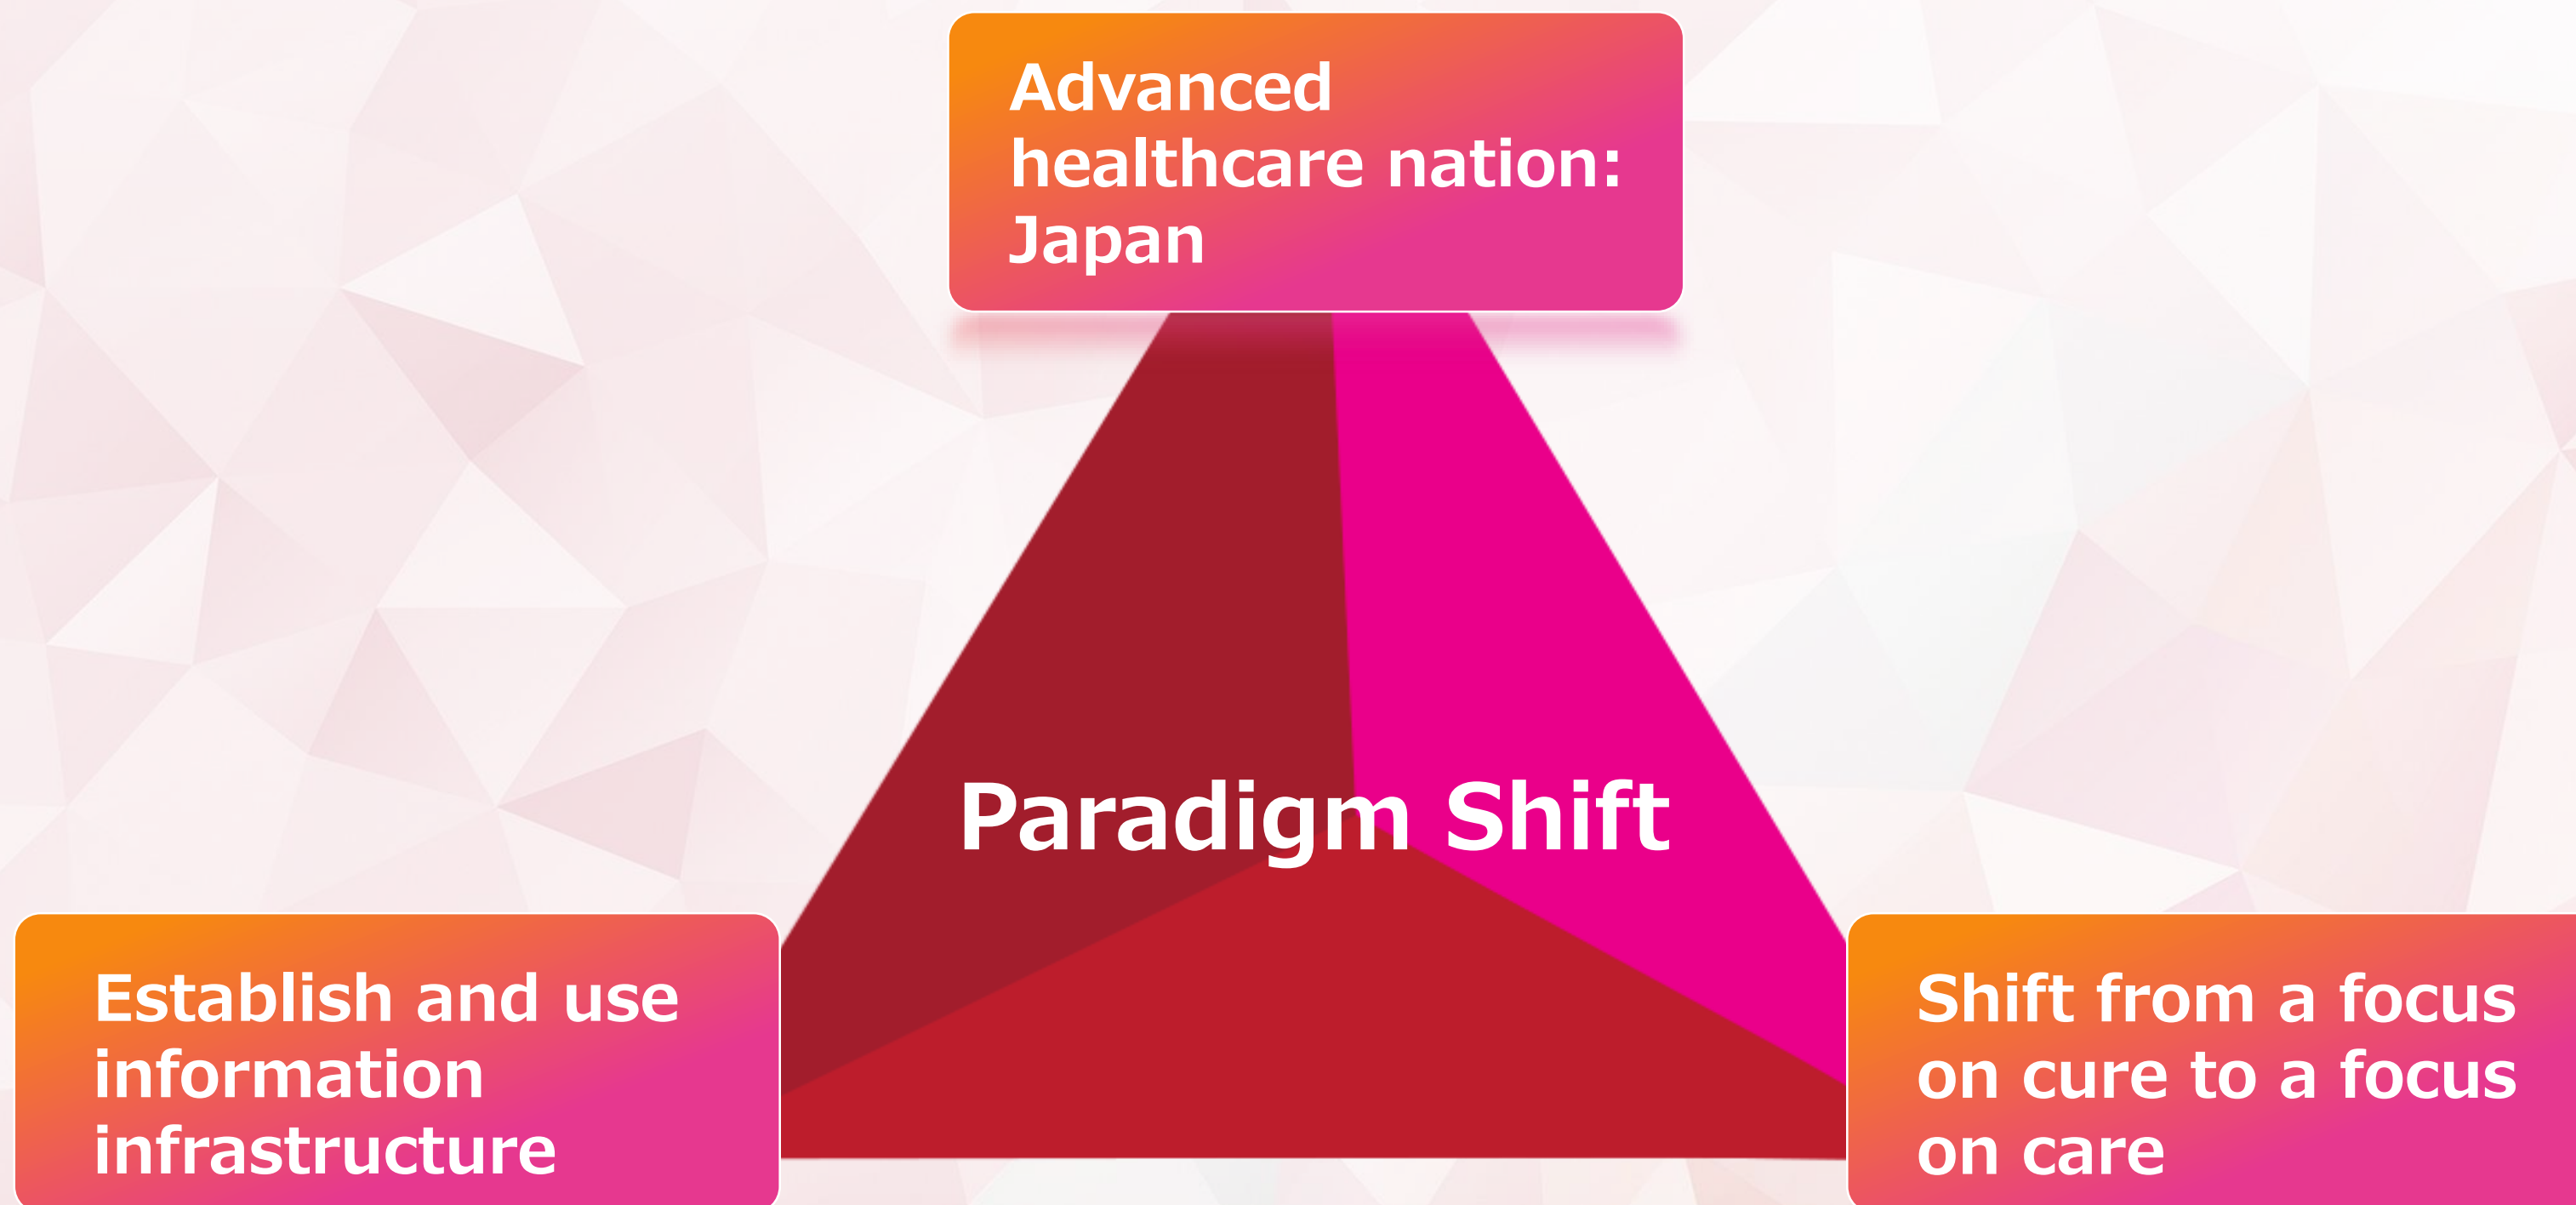 Advanced
healthcare nation:
Japan
Paradigm Shift
Establish and use
information
infrastructure
Shift from a focus
on cure to a focus
on care